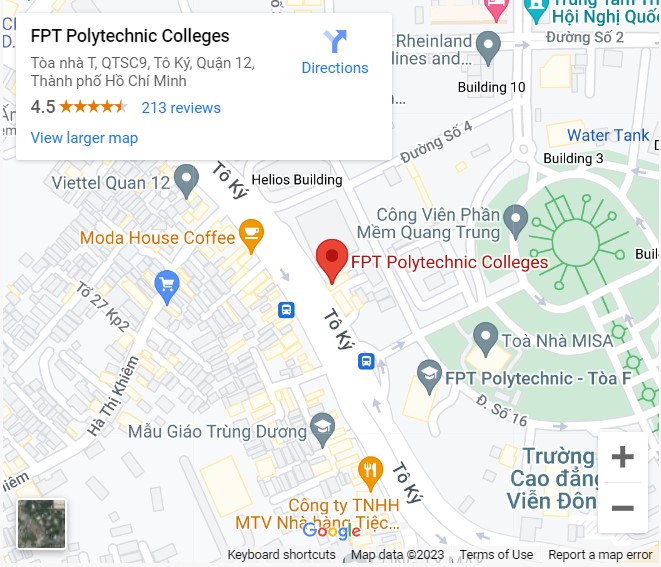 FPT Polytechnic Colleges
Tòa nhà T, QTSC9, Tô Ký, Quận 12,
Thành phố Hồ Chí Minh
4.5
213 reviews
View larger map
Directions
Trung Tâm
Hội Nghị Quốc
Đường Số 2
Rheinland
lines and...
Building 10
Đường Số 4
Water Tank
Building 3
Viettel Quan 12
Tô Ký
Helios Building
Công Viên Phần
Mềm Quang Trung
Moda House Coffee
FPT Polytechnic Colleges
Tổ 27 Kp2
Tô Ký
Toà Nhà MISA
Hà Thị Khiêm
FPT Polytechnic - Tòa F
Đ. Số 16
Mẫu Giáo Trùng Dương
Trường
Cao đẳng
Viễn Đông
Tô Ký
Công ty TNHH
MTV Nhà hàng Tiệc...
Google
Keyboard shortcuts
Map data ©2023
Terms of Use
Report a map error